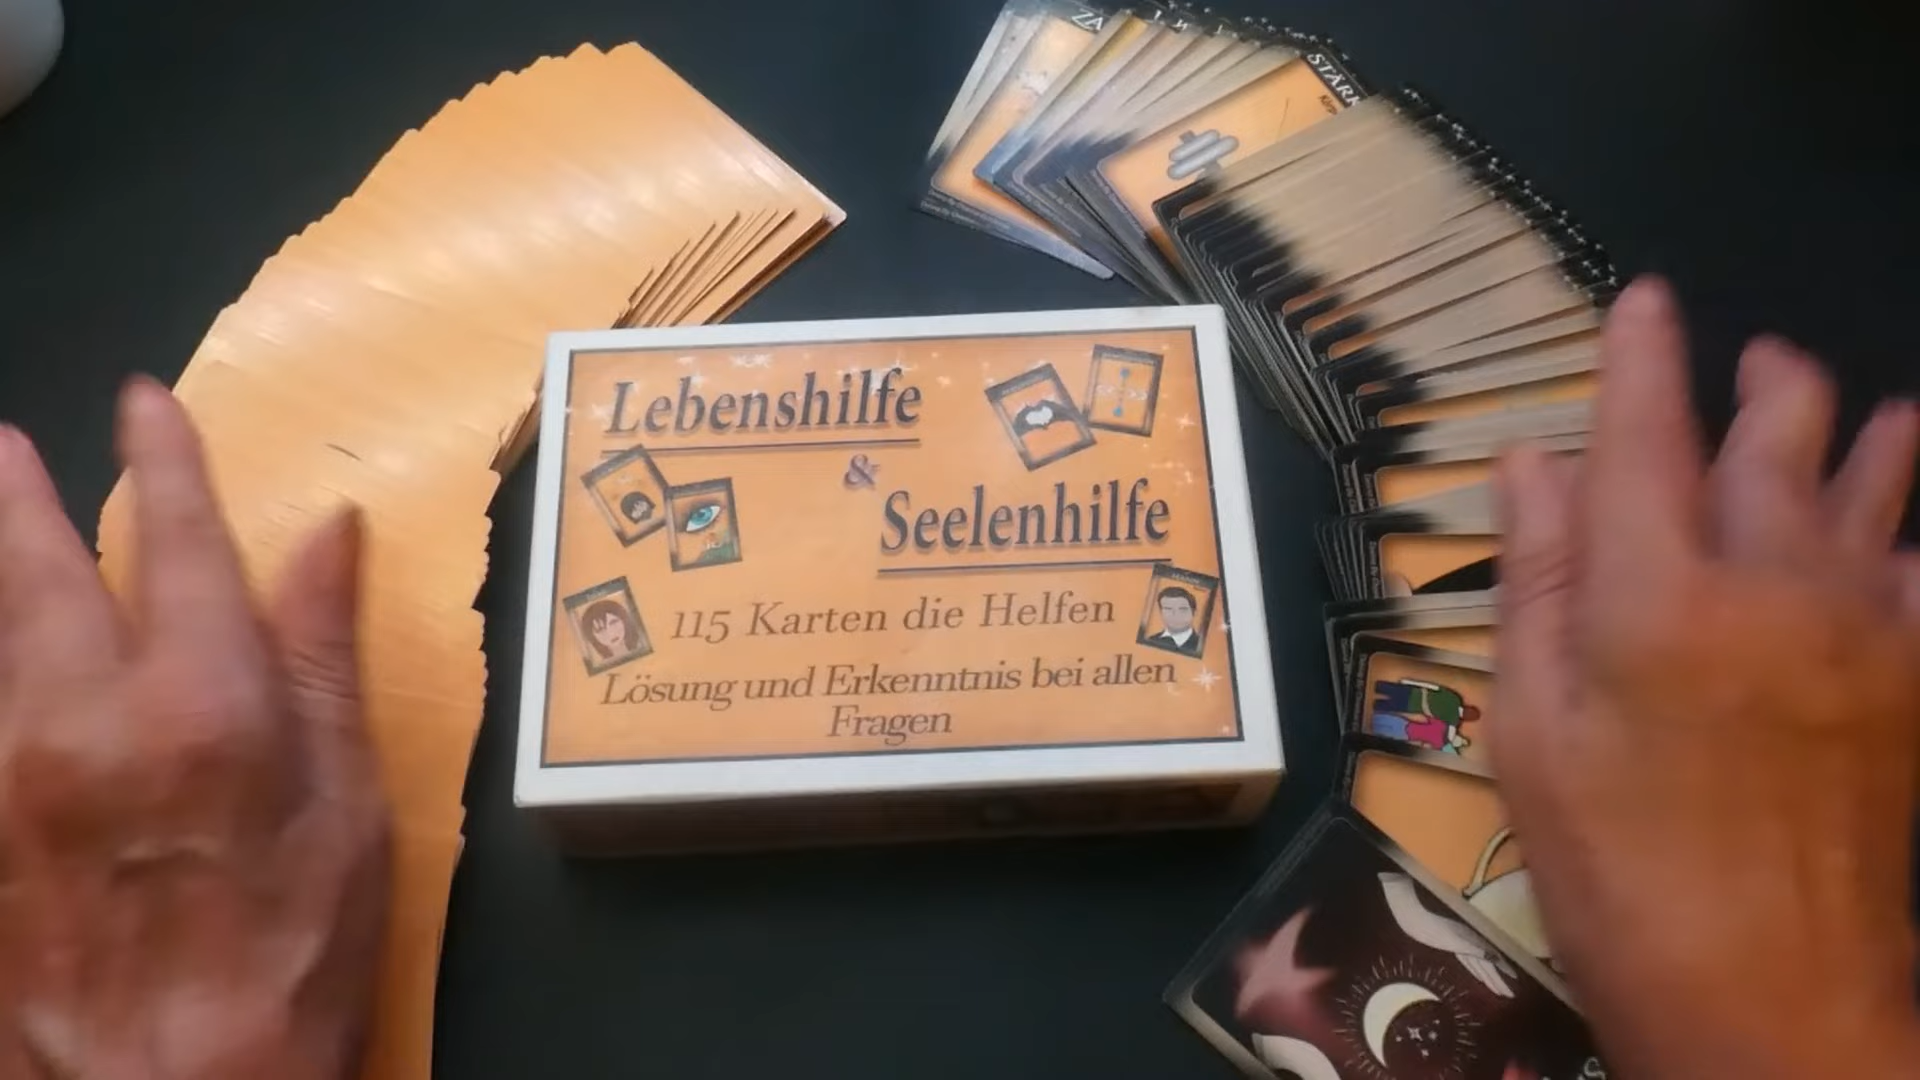 Lebenshilfe
&
Seelenhilfe
115 Karten die Helfen
Lösung und Erkenntnis bei allen
Fragen